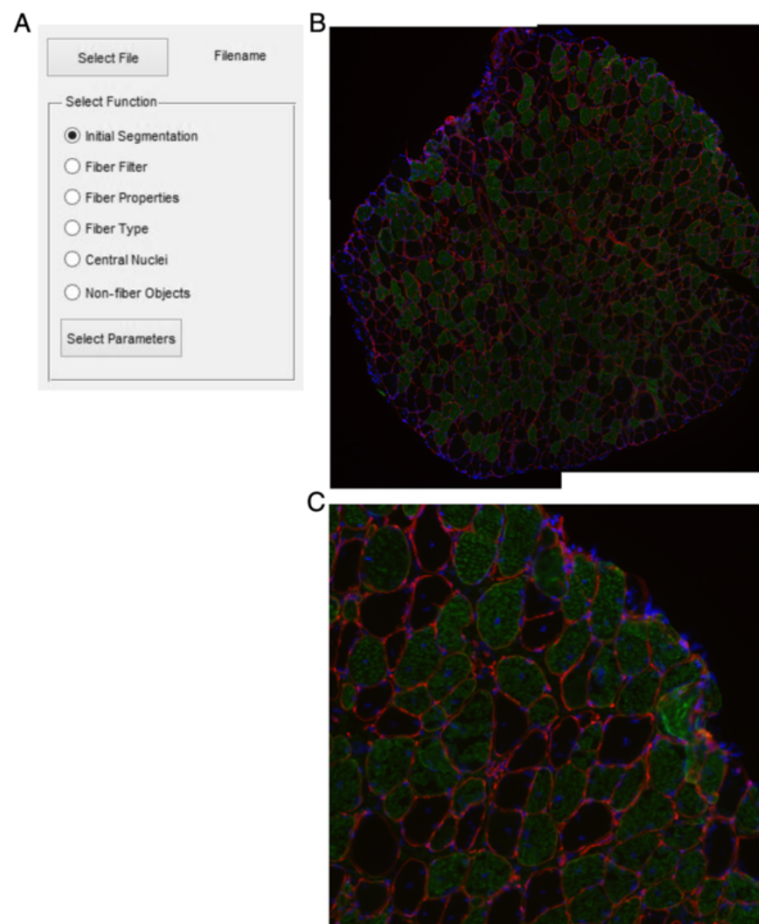 A
Select File
Filename
Select Function
Initial Segmentation
Fiber Filter
Fiber Properties
Fiber Type
Central Nuclei
Non-fiber Objects
Select Parameters
B
C